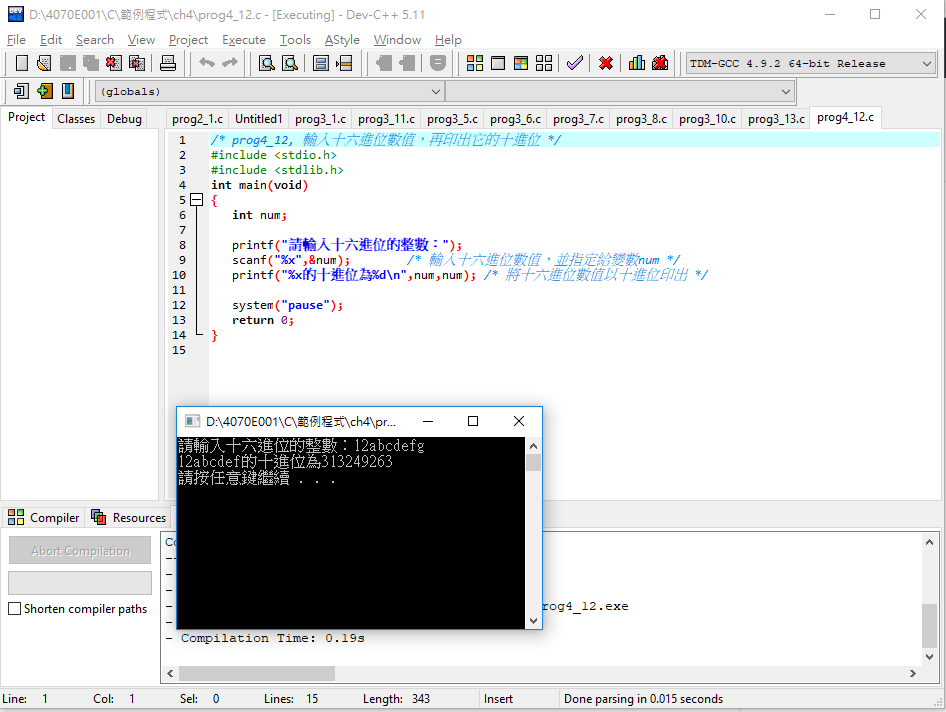 D:\4070E001\C\範例程式\ch4\prog4_12.c - [Executing] - Dev-C++ 5.11
File Edit Search View Project Execute Tools AStyle Window Help
TDM-GCC 4.9.2 64-bit Release
(globals)
Project Classes Debug
prog2_1.c Untitled1 prog3_1.c prog3_11.c prog3_5.c prog3_6.c prog3_7.c prog3_8.c prog3_10.c prog3_13.c prog4_12.c
1 /* prog4_12, 輸入十六進位數值，再印出它的十進位 */
2 #include <stdio.h>
3 #include <stdlib.h>
4 int main(void)
5 {
6 int num;
7
8 printf("請輸入十六進位的整數：");
9 scanf("%x",&num); /* 輸入十六進位數值，並指定給變數num */
10 printf("%x的十進位為%d\n",num,num); /* 將十六進位數值以十進位印出 */
11
12 system("pause");
13 return 0;
14 }
15
D:\4070E001\C\範例程式\ch4\pr...
請輸入十六進位的整數：12abcdefg
12abcdef的十進位為313249263
請按任意鍵繼續 . . .
Compiler Resources
Abort Compilation
Shorten compiler paths
rog4_12.exe
- Compilation Time: 0.19s
Line: 1 Col: 1 Sel: 0 Lines: 15 Length: 343 Insert Done parsing in 0.015 seconds